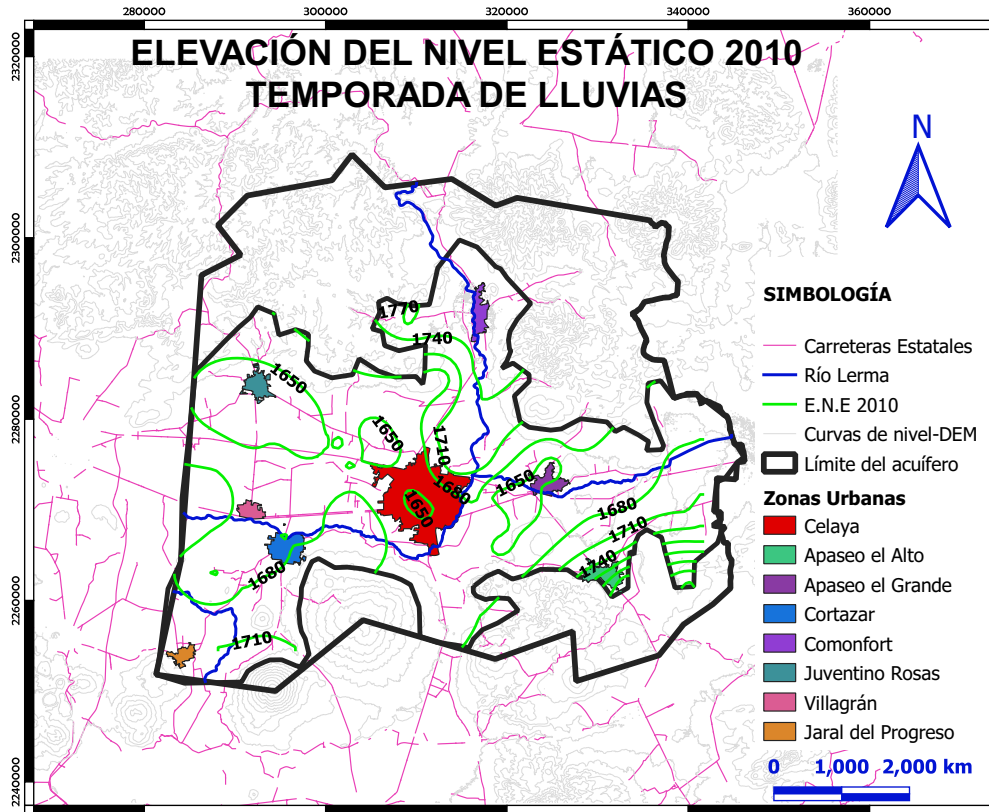 280000 300000 320000 340000 360000
ELEVACIÓN DEL NIVEL ESTÁTICO 2010
TEMPORADA DE LLUVIAS
2320000
2300000
2280000
2260000
2240000
N
1770
1740
1650
1650
1710
1680
1650
1650
1680
1710
1740
1680
1710
SIMBOLOGÍA
Carreteras Estatales
Río Lerma
E.N.E 2010
Curvas de nivel-DEM
Límite del acuífero
Zonas Urbanas
Celaya
Apaseo el Alto
Apaseo el Grande
Cortazar
Comonfort
Juventino Rosas
Villagrán
Jaral del Progreso
0 1,000 2,000 km